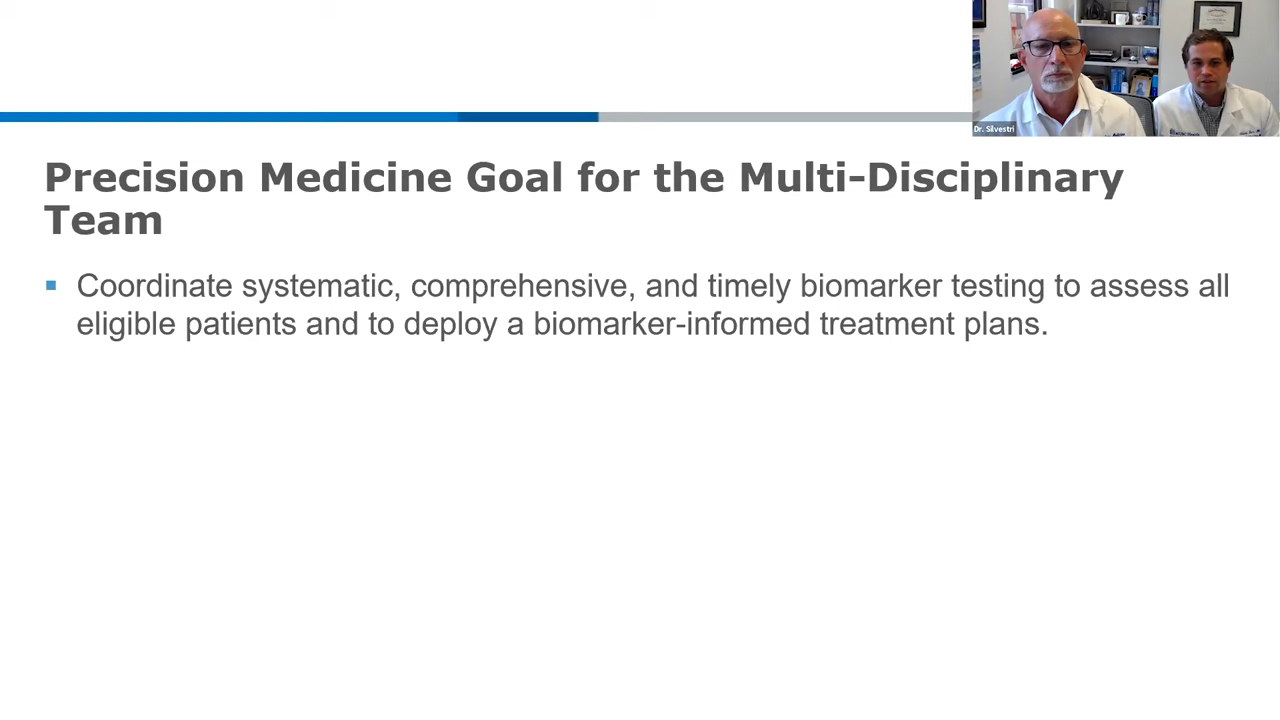 Dr. Silvestri
Precision Medicine Goal for the Multi-Disciplinary
Team
▪ Coordinate systematic, comprehensive, and timely biomarker testing to assess all
eligible patients and to deploy a biomarker-informed treatment plans.